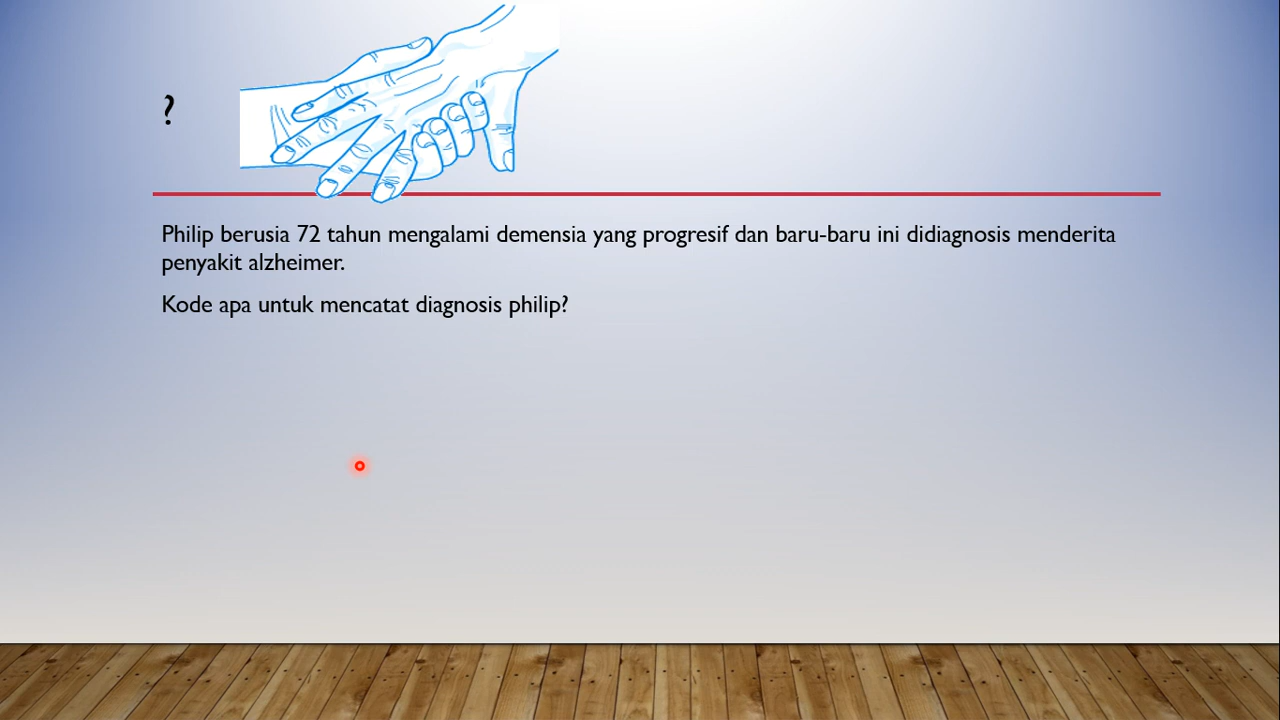 ?
Philip berusia 72 tahun mengalami demensia yang progresif dan baru-baru ini didiagnosis menderita
penyakit alzheimer.
Kode apa untuk mencatat diagnosis philip?